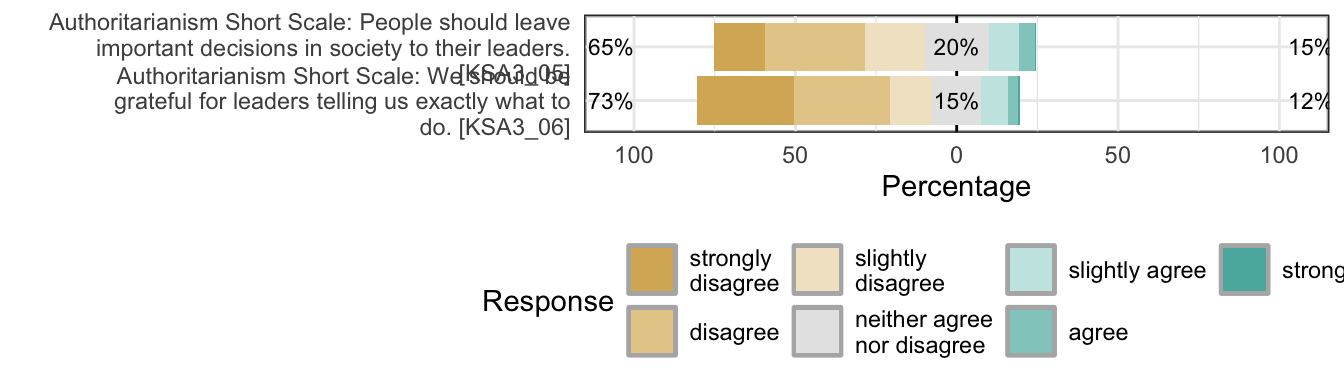 Authoritarianism Short Scale: People should leave
important decisions in society to their leaders.
[KSA3_05]
65%
20%
15%
Authoritarianism Short Scale: We should be
grateful for leaders telling us exactly what to
do. [KSA3_06]
73%
15%
12%
100 50 0 50 100
Percentage
Response
strongly
disagree
slightly
disagree
slightly agree
strong
disagree
neither agree
nor disagree
agree